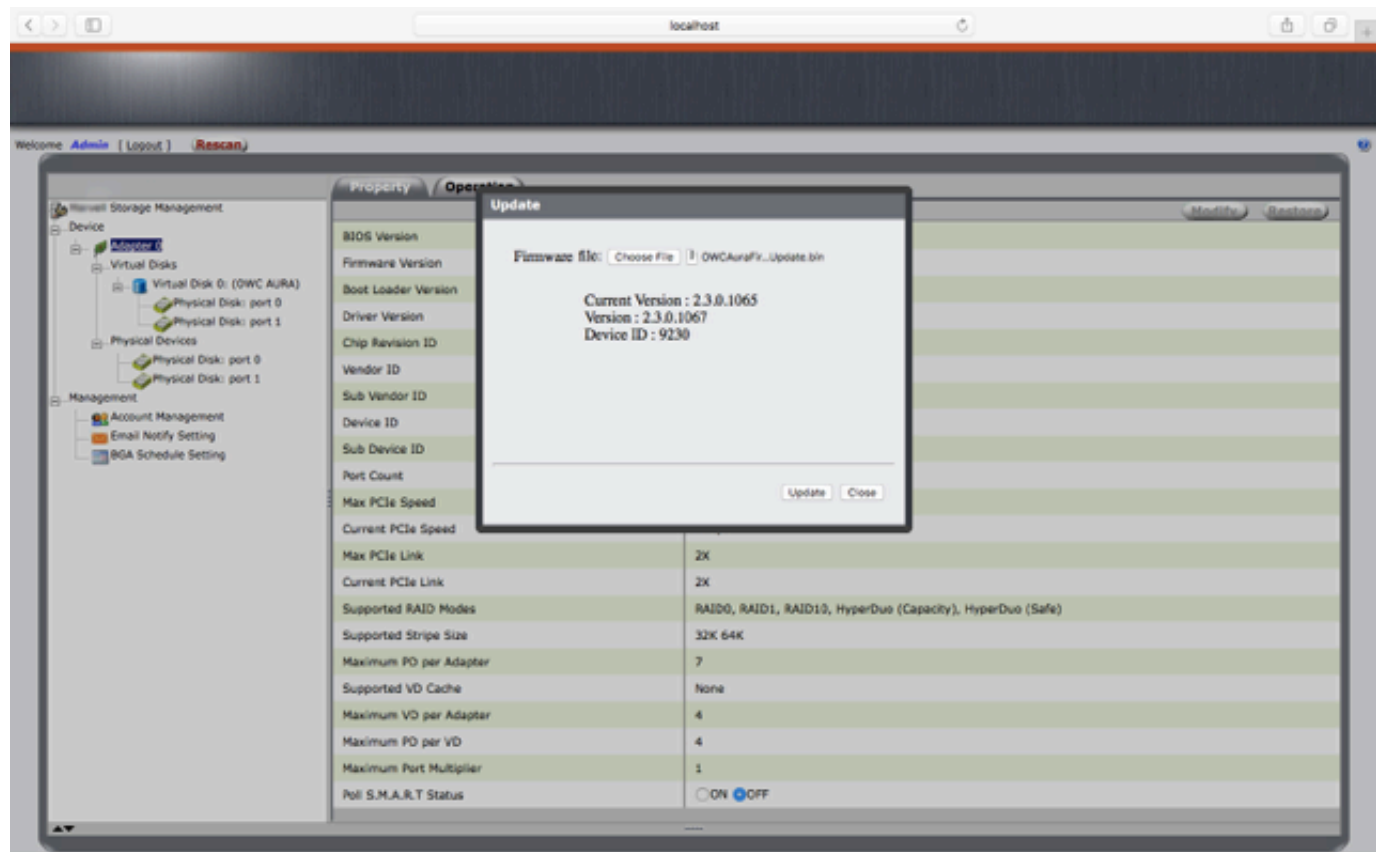 localhost
Welcome Admin [ Logout ] Rescan
Property Operation
Storage Management
Device
Adapter 0
Virtual Disks
Virtual Disk 0: (OWC AURA)
Physical Disk: port 0
Physical Disk: port 1
Physical Devices
Physical Disk: port 0
Physical Disk: port 1
Management
Account Management
Email Notify Setting
BGA Schedule Setting
Modify Restore
Update
Firmware file: Choose File OWCAuraFir...Update.bin
Current Version : 2.3.0.1065
Version : 2.3.0.1067
Device ID : 9230
Update Close
BIOS Version
Firmware Version
Boot Loader Version
Driver Version
Chip Revision ID
Vendor ID
Sub Vendor ID
Device ID
Sub Device ID
Port Count
Max PCIe Speed
Current PCIe Speed
Max PCIe Link 2X
Current PCIe Link 2X
Supported RAID Modes RAID0, RAID1, RAID10, HyperDuo (Capacity), HyperDuo (Safe)
Supported Stripe Size 32K 64K
Maximum PD per Adapter 7
Supported VD Cache None
Maximum VD per Adapter 4
Maximum PD per VD 4
Maximum Port Multiplier 1
Poll S.M.A.R.T Status ON OFF